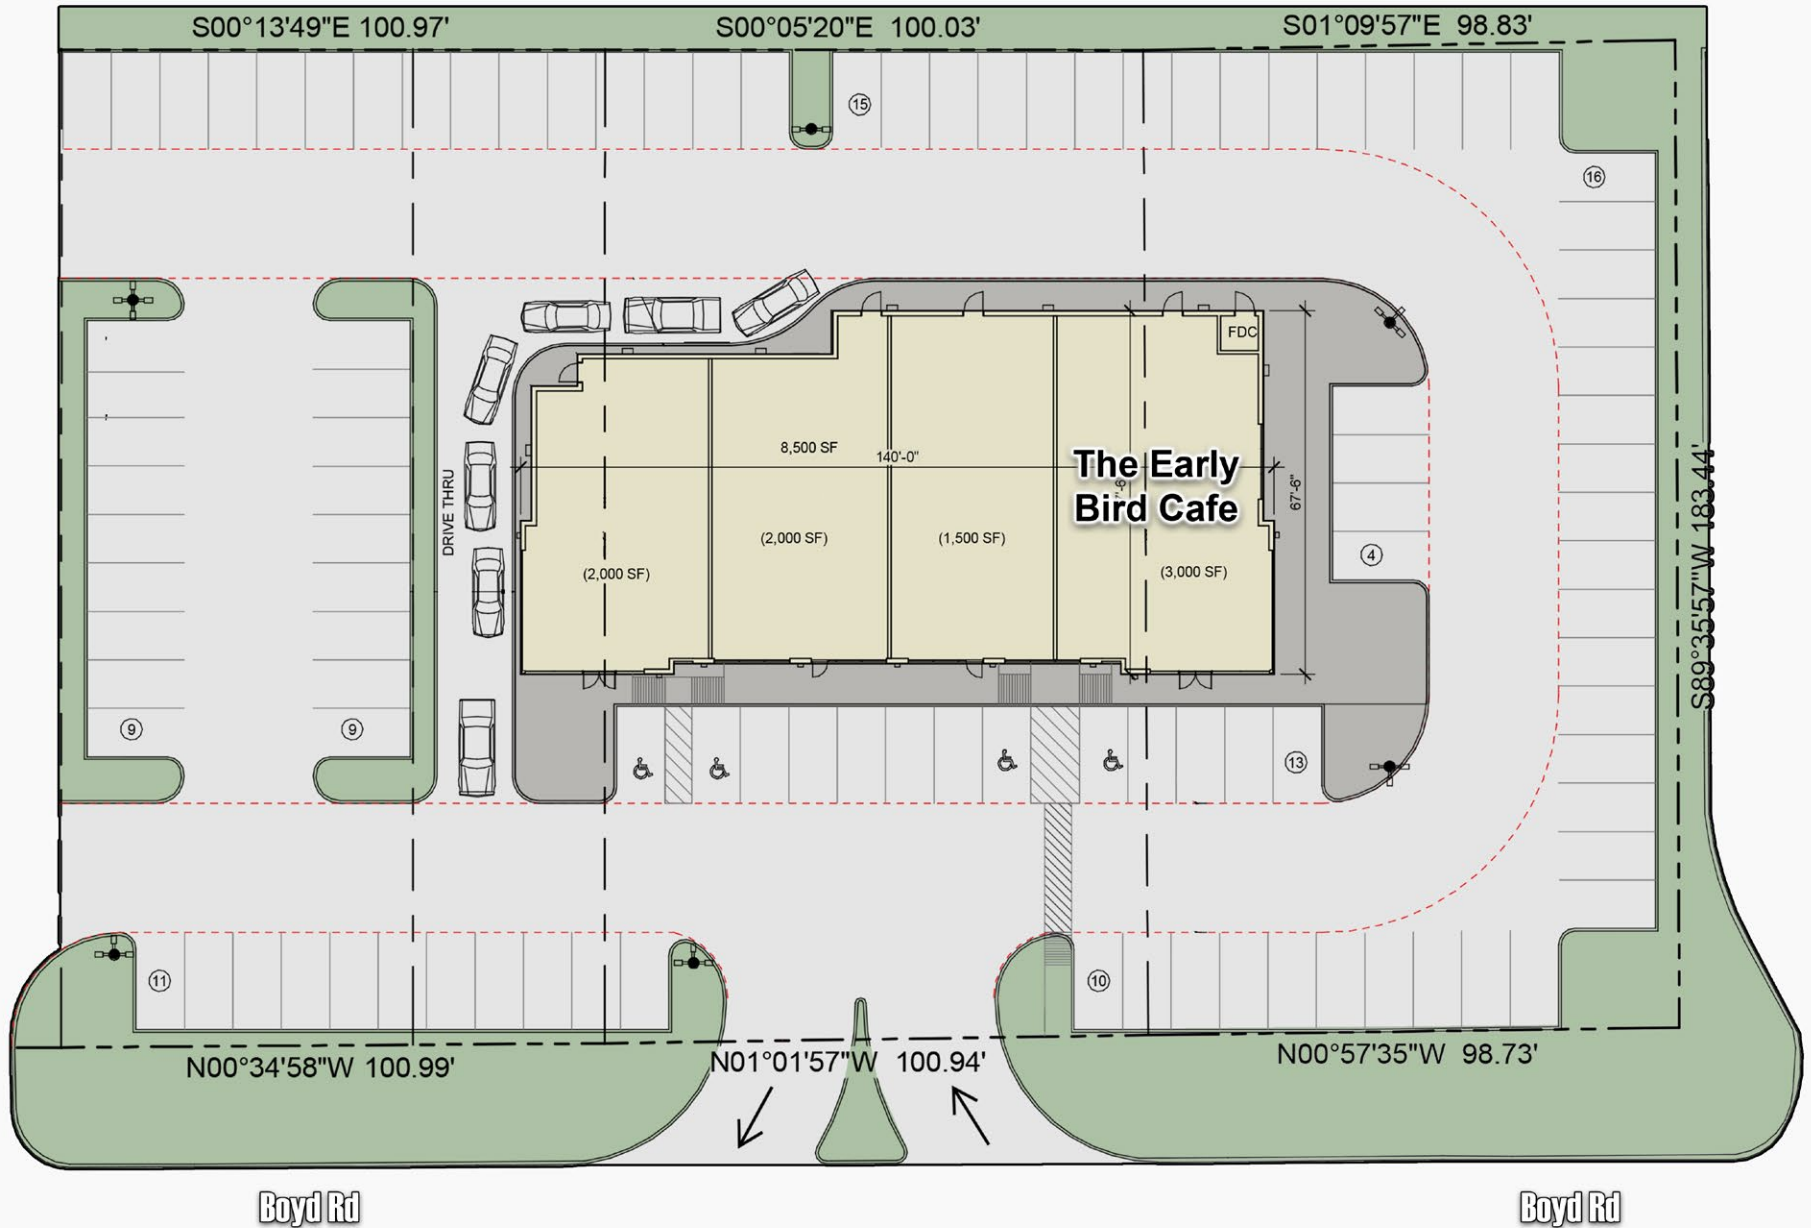 S00°13'49"E 100.97'
S00°05'20"E 100.03'
S01°09'57"E 98.83'
15
16
FDC
DRIVE THRU
8,500 SF
140'-0"
The Early
Bird Cafe
67'-6"
S89°35'57"W 183.44'
(2,000 SF)
(2,000 SF)
(1,500 SF)
(3,000 SF)
4
9
9
13
11
10
N00°34'58"W 100.99'
N01°01'57"W 100.94'
N00°57'35"W 98.73'
Boyd Rd
Boyd Rd